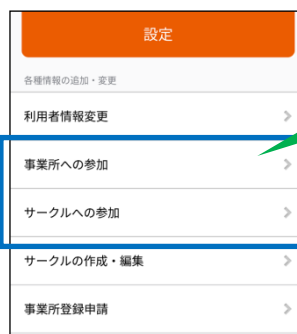 設定
各種情報の追加・変更
利用者情報変更
事業所への参加
サークルへの参加
サークルの作成・編集
事業所登録申請